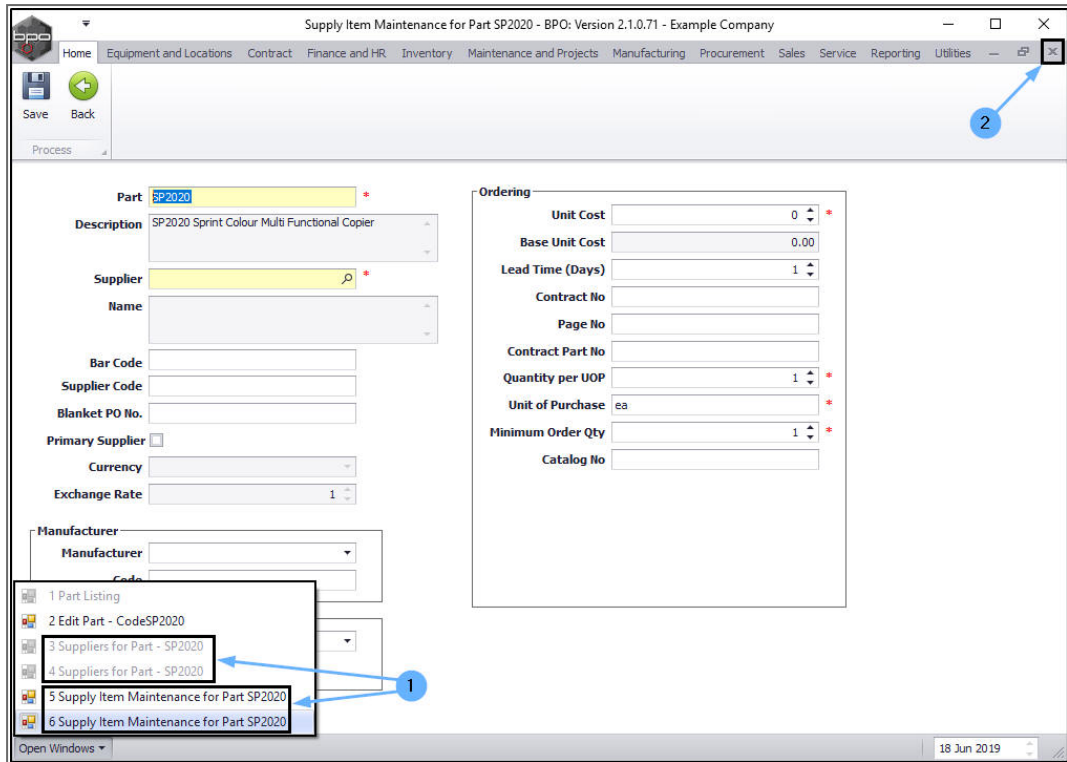 Supply Item Maintenance for Part SP2020 - BPO: Version 2.1.0.71 - Example Company
bpo
Home Equipment and Locations Contract Finance and HR Inventory Maintenance and Projects Manufacturing Procurement Sales Service Reporting Utilities
Save Back
Process
2
Part SP2020 *
Description SP2020 Sprint Colour Multi Functional Copier
Supplier *
Name
Bar Code
Supplier Code
Blanket PO No.
Primary Supplier
Currency
Exchange Rate 1
Manufacturer
Manufacturer
Code
Ordering
Unit Cost 0 *
Base Unit Cost 0.00
Lead Time (Days) 1
Contract No
Page No
Contract Part No
Quantity per UOP 1 *
Unit of Purchase ea *
Minimum Order Qty 1 *
Catalog No
1 Part Listing
2 Edit Part - CodeSP2020
3 Suppliers for Part - SP2020
4 Suppliers for Part - SP2020
5 Supply Item Maintenance for Part SP2020
6 Supply Item Maintenance for Part SP2020
1
Open Windows 18 Jun 2019